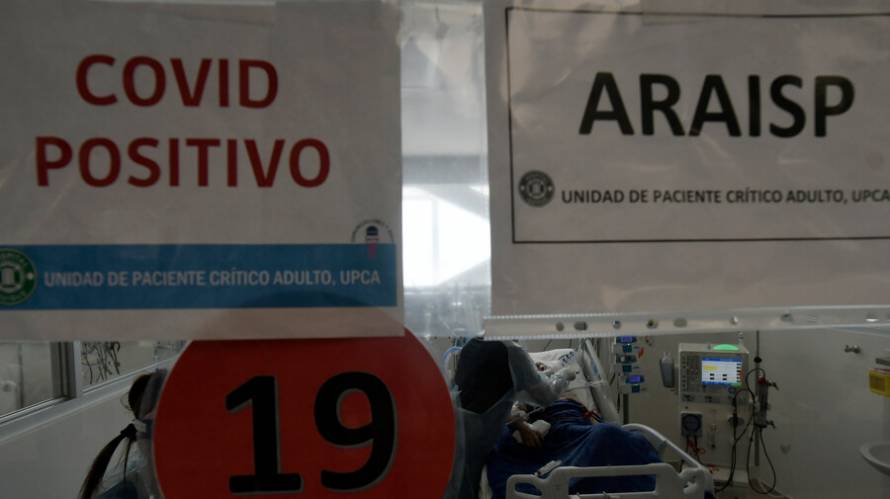 COVID
POSITIVO
UNIDAD DE PACIENTE CRÍTICO ADULTO, UPCA
ARAISP
UNIDAD DE PACIENTE CRÍTICO ADULTO, UPCA
19